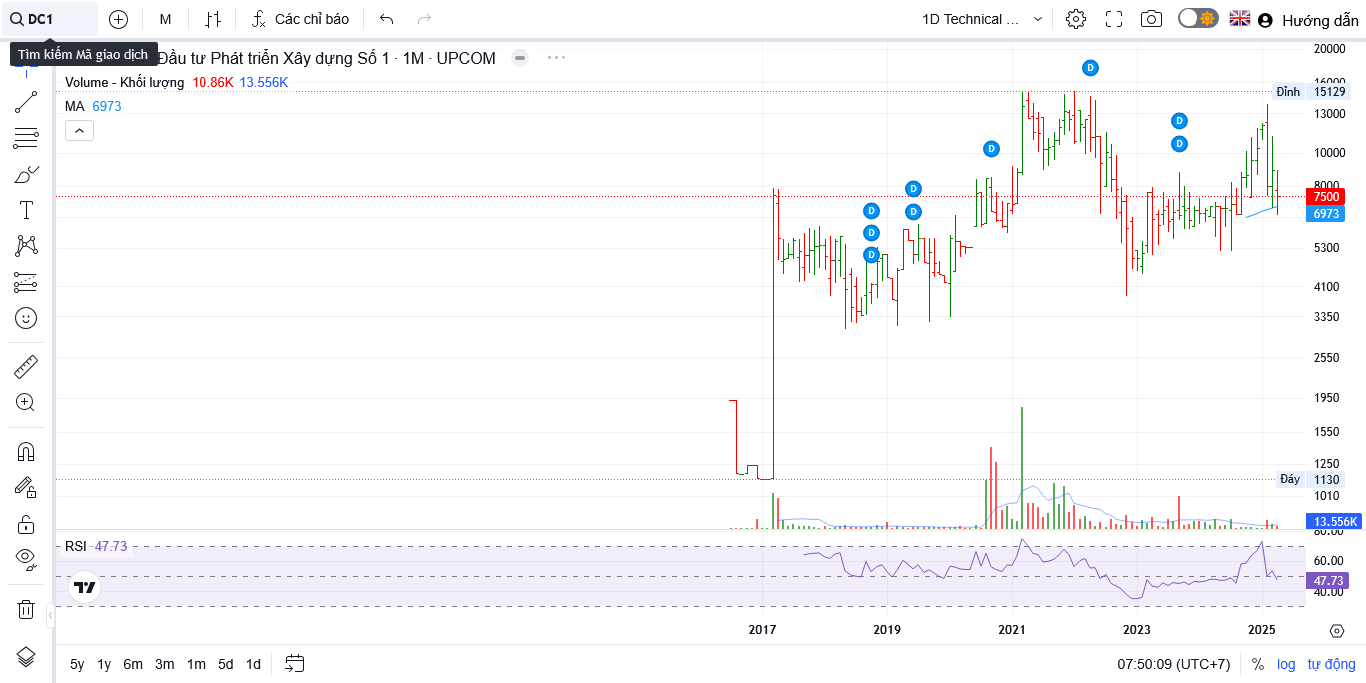 DC1
M
Các chỉ báo
1D Technical ...
Hướng dẫn
Tìm kiếm Mã giao dịch
Đầu tư Phát triển Xây dựng Số 1 · 1M · UPCOM
Volume - Khối lượng 10.86K 13.556K
MA 6973
20000
16000
Đỉnh 15129
13000
10000
8000
7500
6973
5300
4100
3350
2550
1950
1550
1250
Đáy 1130
1010
13.556K
D
D
D
D
D
D
D
D
D
RSI 47.73
80.00
60.00
47.73
40.00
2017 2019 2021 2023 2025
5y 1y 6m 3m 1m 5d 1d
07:50:09 (UTC+7) % log tự động